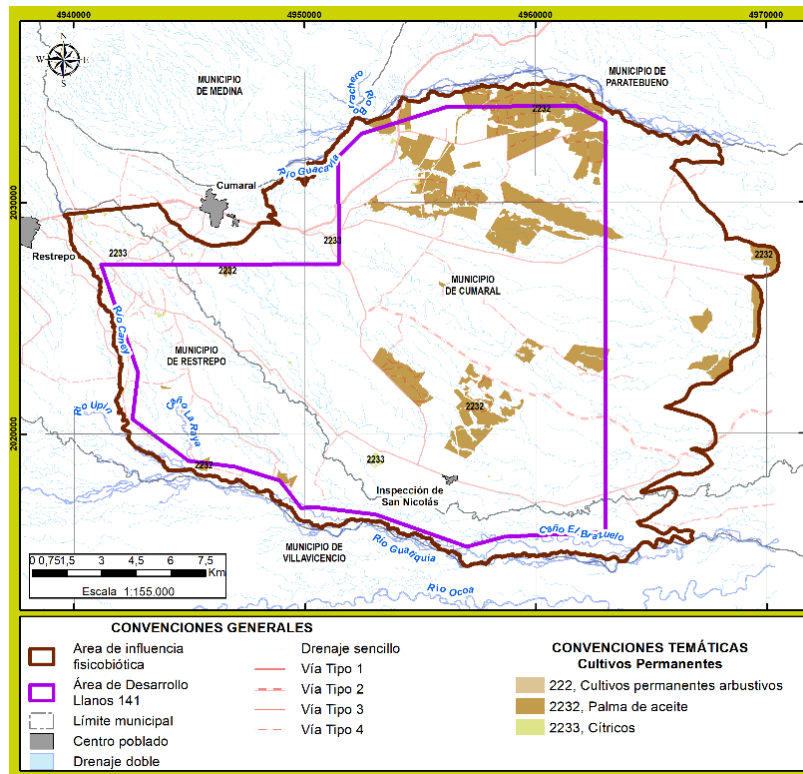 4940000
4950000
4960000
4970000
N
W
E
S
MUNICIPIO
DE MEDINA
Río
MUNICIPIO DE
PARATEBUENO
2232
Río Guacavía
2030000
Cumaral
Restrepo
2233
2233
2232
2232
MUNICIPIO
DE CUMARAL
Río Caney
MUNICIPIO
DE RESTREPO
Río Upín
Caño La Raya
2232
2020000
2233
2232
Inspección de
San Nicolás
Caño El Brazuelo
MUNICIPIO DE
VILLAVICENCIO
Río Guatiquia
Río Ocoa
0 0,75 1,5 3 4,5 6 7,5
Km
Escala 1:155.000
CONVENCIONES GENERALES
Area de influencia
fisicobiótica
Área de Desarrollo
Llanos 141
Límite municipal
Centro poblado
Drenaje doble
Drenaje sencillo
Vía Tipo 1
Vía Tipo 2
Vía Tipo 3
Vía Tipo 4
CONVENCIONES TEMÁTICAS
Cultivos Permanentes
222, Cultivos permanentes arbustivos
2232, Palma de aceite
2233, Cítricos